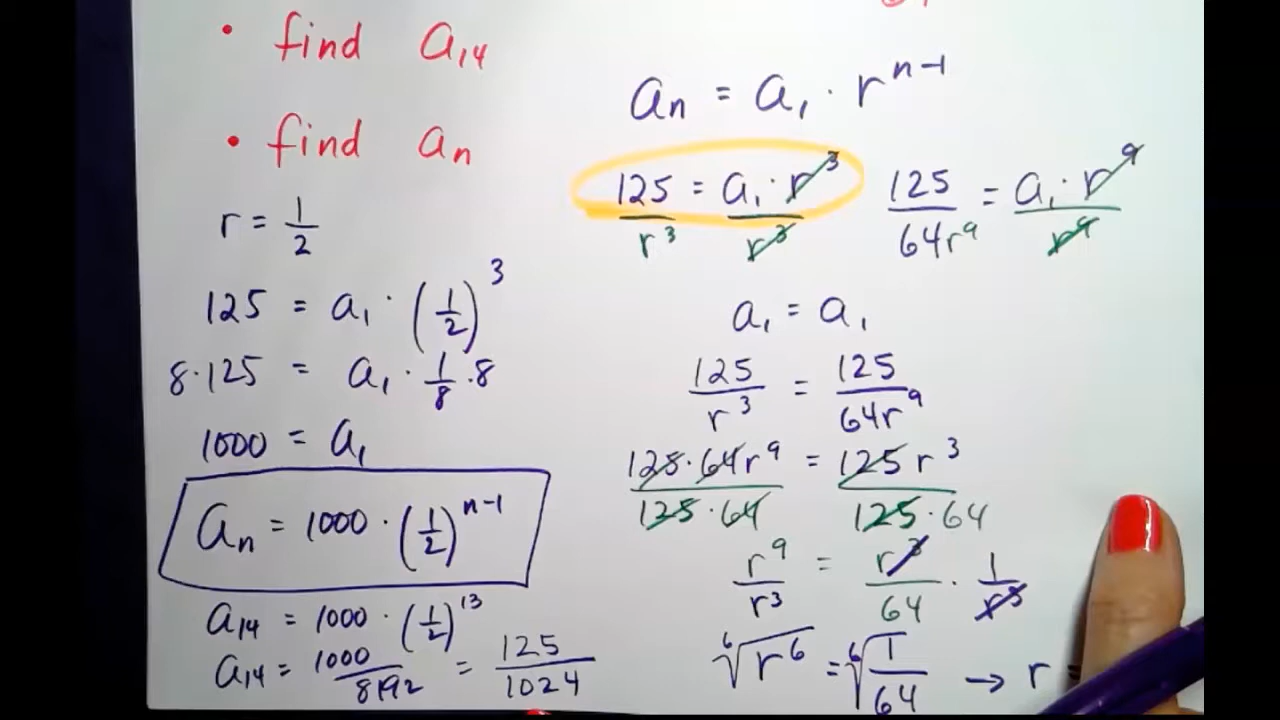 • find a₁₄
• find aₙ
r = 1/2
125 = a₁ · (1/2)³
8·125 = a₁ · 1/8 · 8
1000 = a₁
aₙ = 1000 · (1/2)ⁿ⁻¹
a₁₄ = 1000 · (1/2)¹³
a₁₄ = 1000/8192 = 125/1024
aₙ = a₁ · rⁿ⁻¹
125/r³ = a₁ · r³/r³
125/64r⁹ = a₁ · r⁹/r⁹
a₁ = a₁
125/r³ = 125/64r⁹
125·64r⁹/125·64 = 125r³/125·64
r⁹/r³ = r³/64 · 1/r³
⁶√r⁶ = ⁶√1/64 → r =